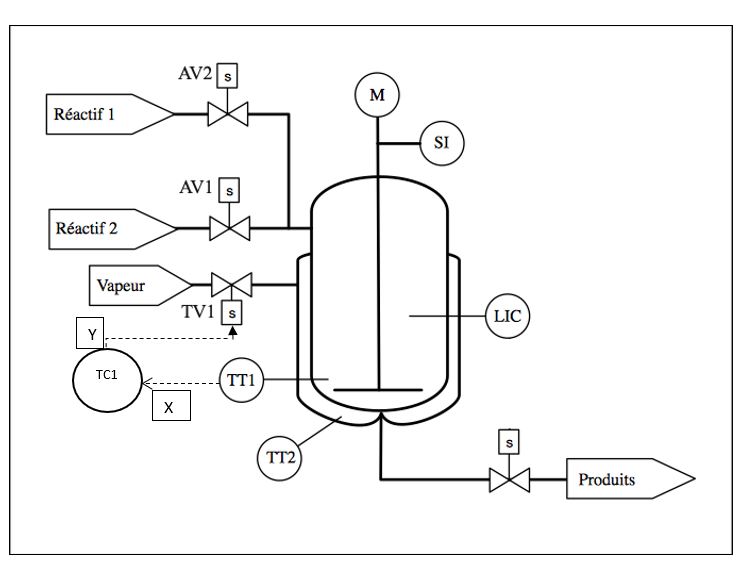 AV2
s
M
Réactif 1
SI
AV1
s
Réactif 2
Vapeur
TV1
s
LIC
Y
TC1
TT1
X
TT2
s
Produits